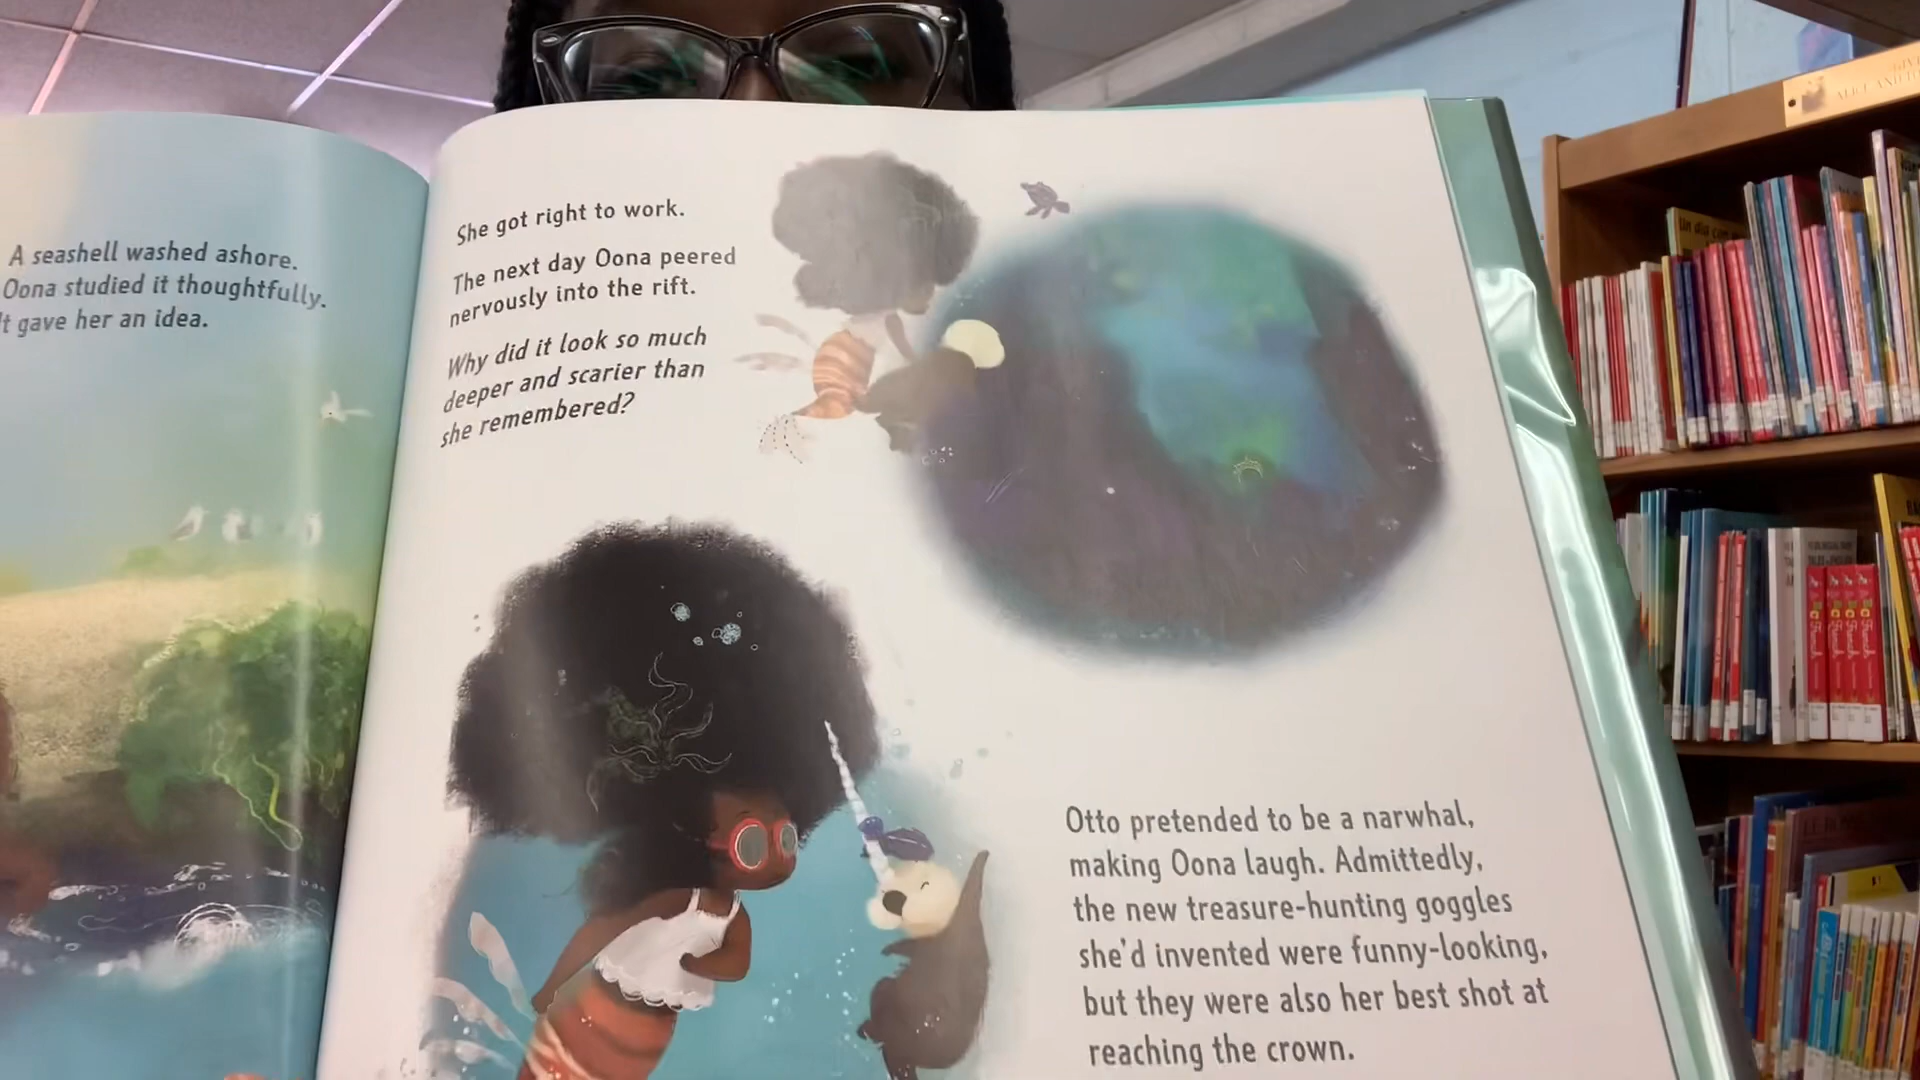 A seashell washed ashore.
Oona studied it thoughtfully.
It gave her an idea.
She got right to work.
The next day Oona peered
nervously into the rift.
Why did it look so much
deeper and scarier than
she remembered?
Otto pretended to be a narwhal,
making Oona laugh. Admittedly,
the new treasure-hunting goggles
she'd invented were funny-looking,
but they were also her best shot at
reaching the crown.
Un día con